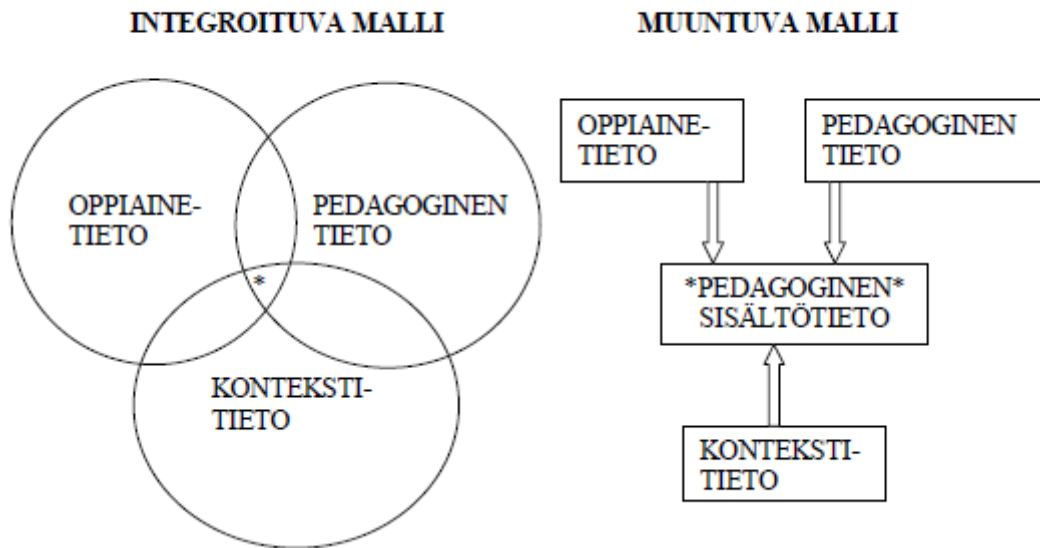 INTEGROITUVA MALLI
OPPIAINE-
TIETO
PEDAGOGINEN
TIETO
*
KONTEKSTI-
TIETO
MUUNTUVA MALLI
OPPIAINE-
TIETO
PEDAGOGINEN
TIETO
*PEDAGOGINEN*
SISÄLTÖTIETO
KONTEKSTI-
TIETO